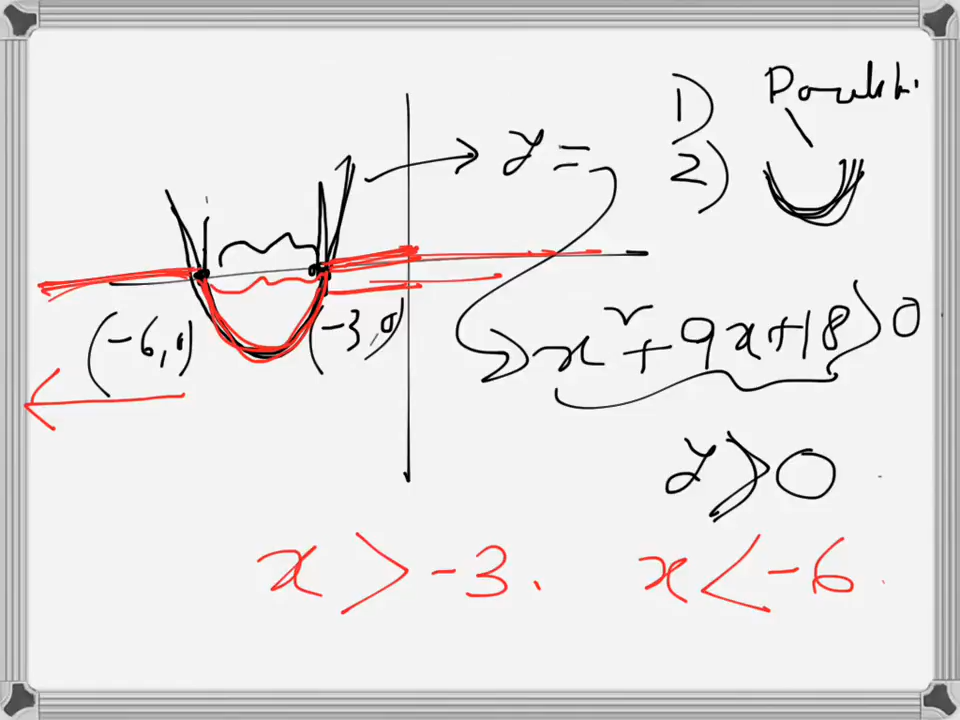 1)
2)
y =
x² + 9x + 18 > 0
(-6, 0)
(-3, 0)
y > 0
x > -3.
x < -6.